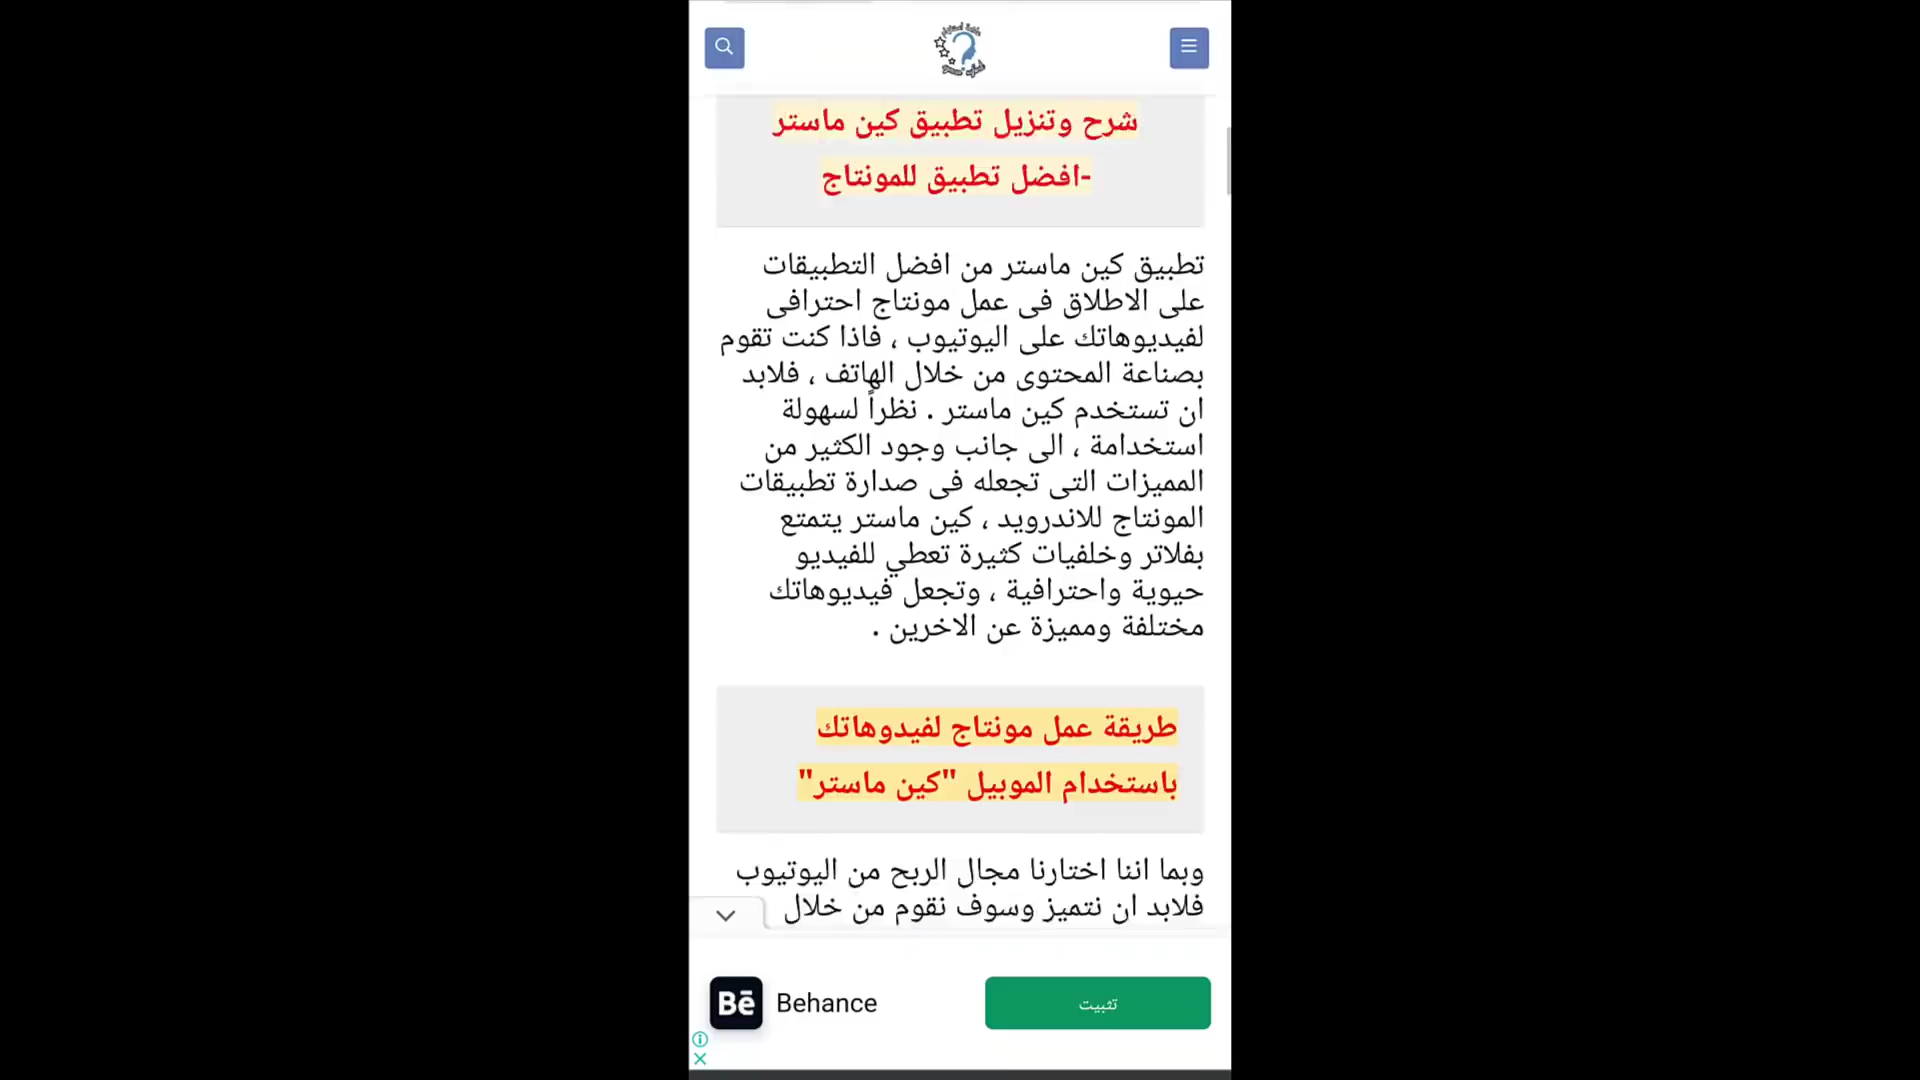 شرح وتنزيل تطبيق كين ماستر
-افضل تطبيق للمونتاج
تطبيق كين ماستر من افضل التطبيقات
على الاطلاق فى عمل مونتاج احترافى
لفيديوهاتك على اليوتيوب ، فاذا كنت تقوم
بصناعة المحتوى من خلال الهاتف ، فلابد
ان تستخدم كين ماستر . نظراً لسهولة
استخدامة ، الى جانب وجود الكثير من
المميزات التى تجعله فى صدارة تطبيقات
المونتاج للاندرويد ، كين ماستر يتمتع
بفلاتر وخلفيات كثيرة تعطي للفيديو
حيوية واحترافية ، وتجعل فيديوهاتك
مختلفة ومميزة عن الاخرين .
طريقة عمل مونتاج لفيدوهاتك
باستخدام الموبيل "كين ماستر"
وبما اننا اختارنا مجال الربح من اليوتيوب
فلابد ان نتميز وسوف نقوم من خلال
Bē Behance
تثبيت